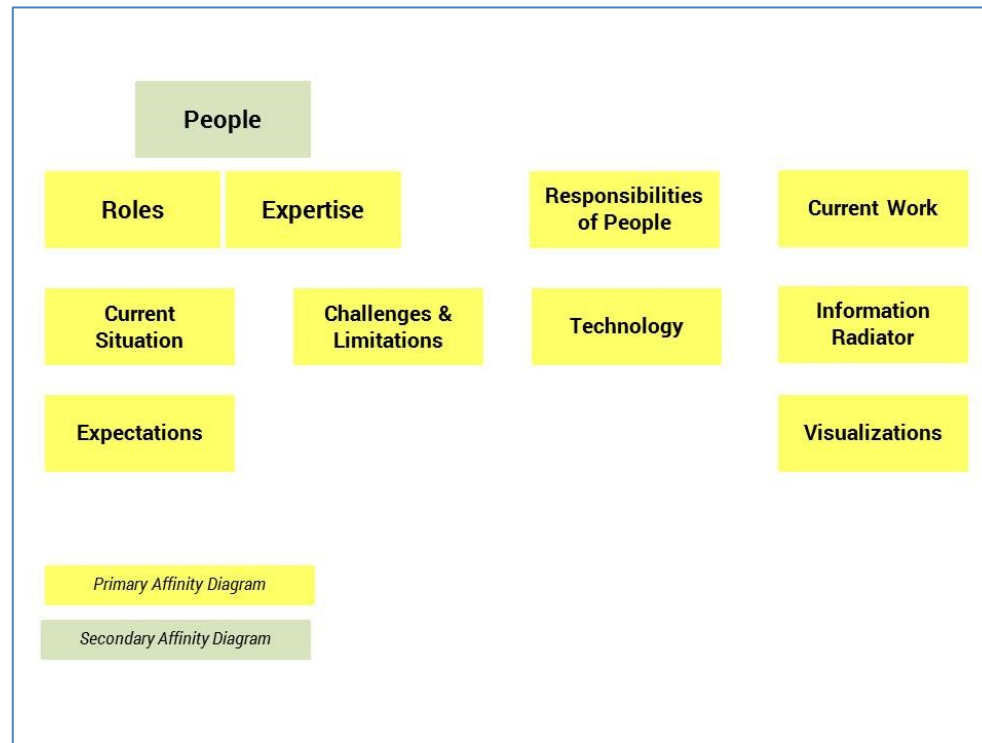 People
Roles
Expertise
Responsibilities
of People
Current Work
Current
Situation
Challenges &
Limitations
Technology
Information
Radiator
Expectations
Visualizations
Primary Affinity Diagram
Secondary Affinity Diagram